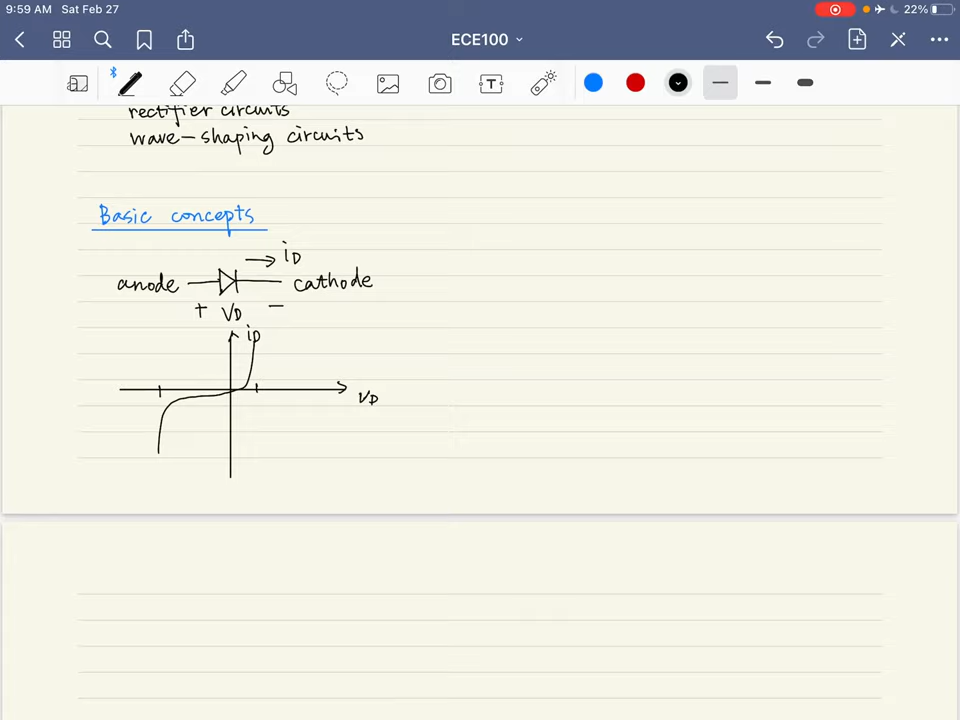 9:59 AM Sat Feb 27
22%
ECE100
rectifier circuits
wave-shaping circuits
Basic concepts
iD
anode
cathode
+ VD -
iD
VD